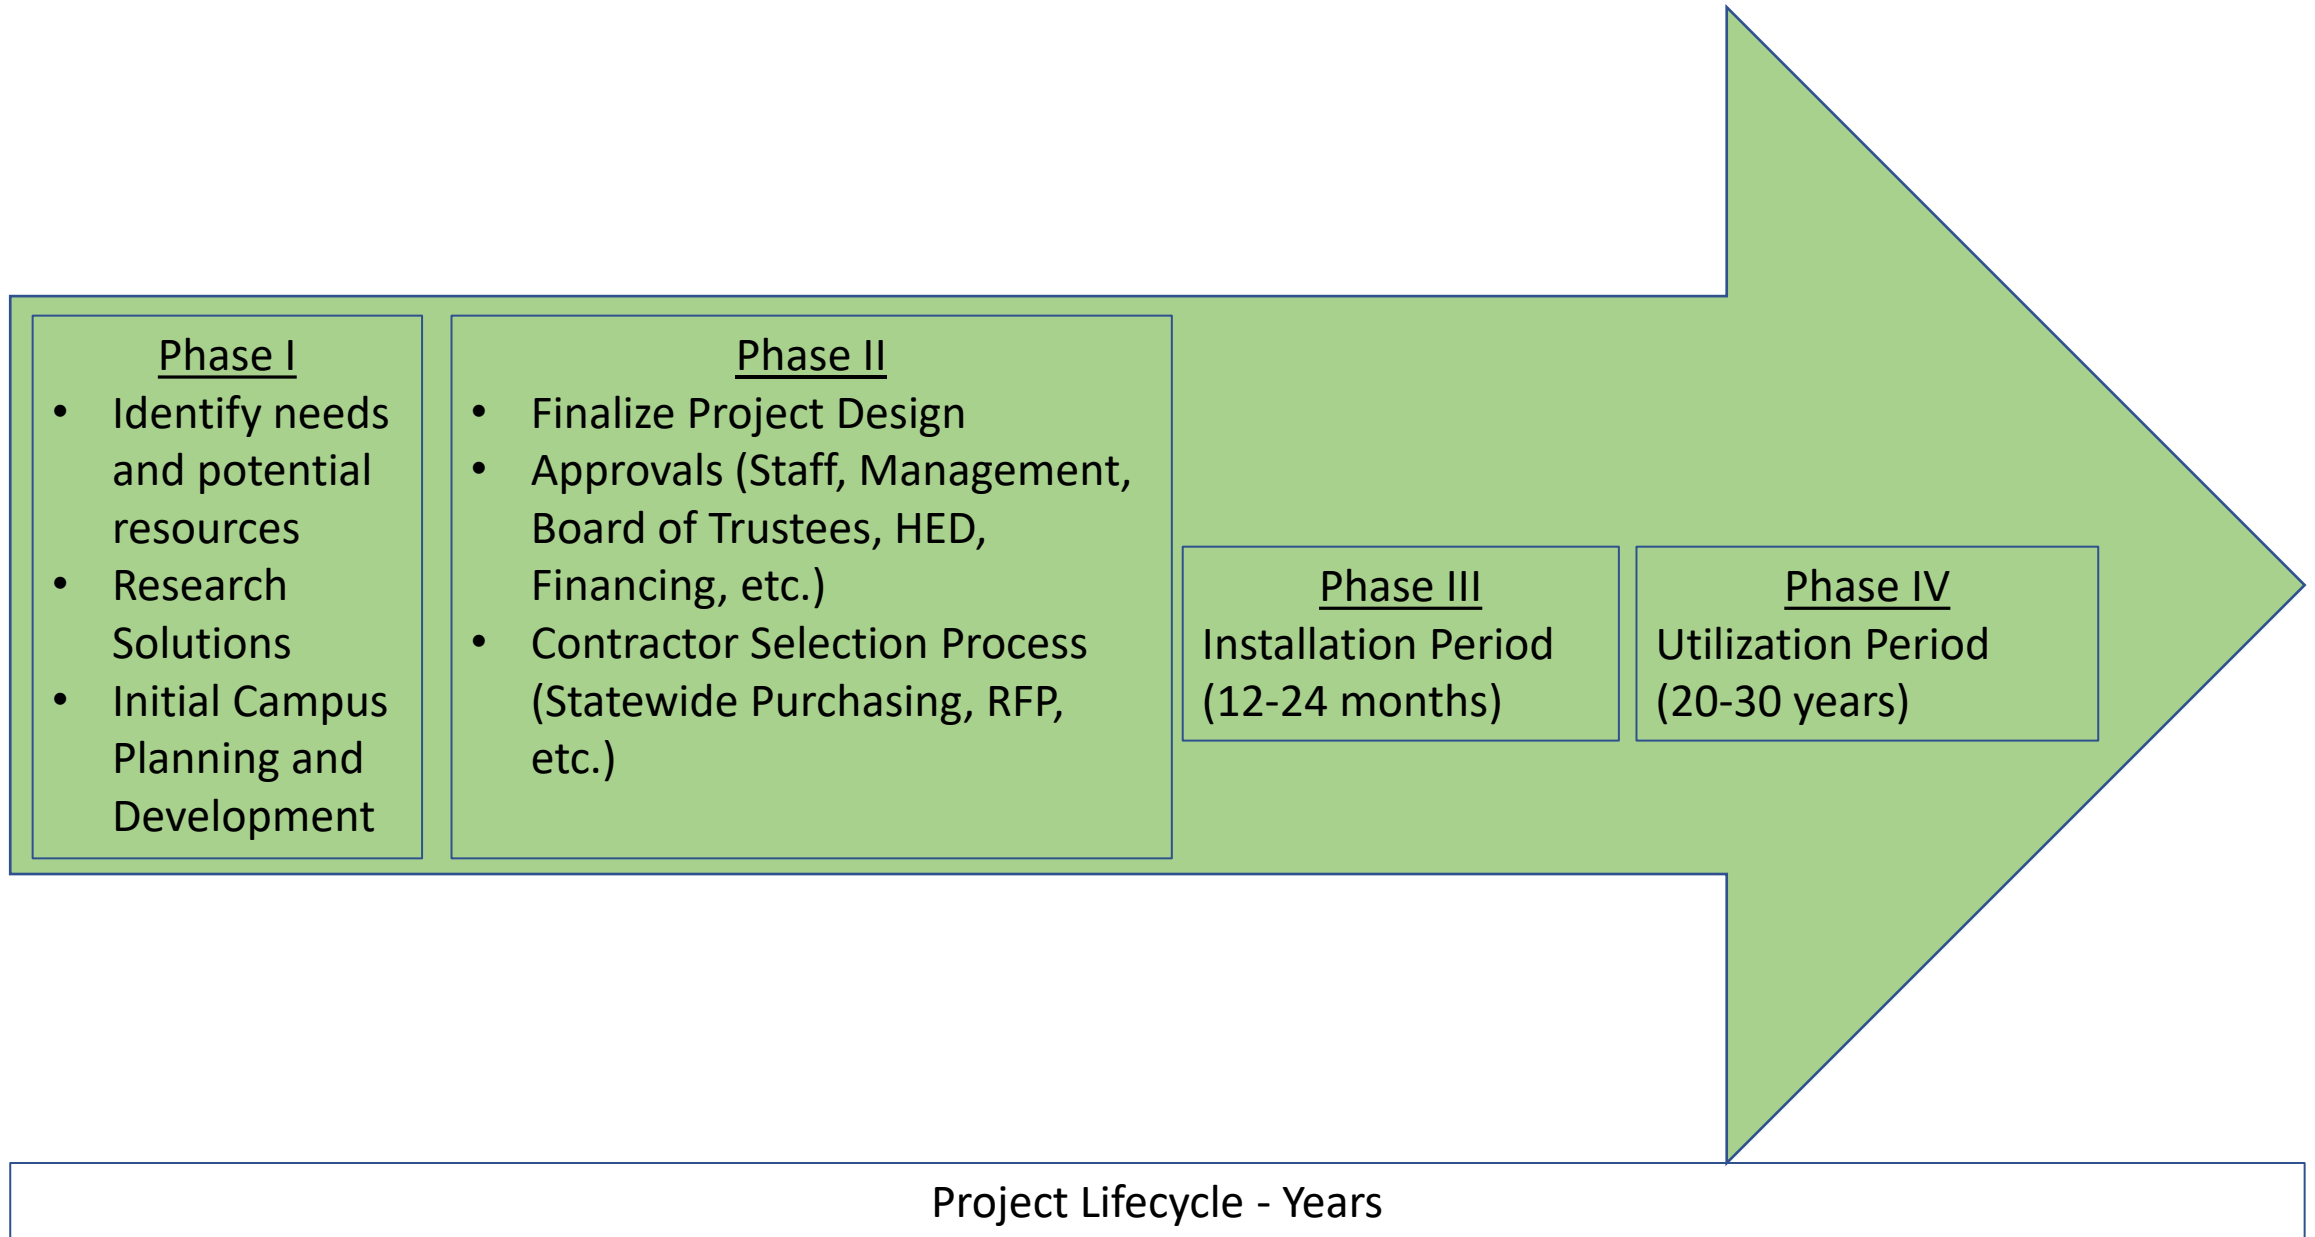 Phase I
• Identify needs
and potential
resources
• Research
Solutions
• Initial Campus
Planning and
Development
Phase II
• Finalize Project Design
• Approvals (Staff, Management,
Board of Trustees, HED,
Financing, etc.)
• Contractor Selection Process
(Statewide Purchasing, RFP,
etc.)
Phase III
Installation Period
(12-24 months)
Phase IV
Utilization Period
(20-30 years)
Project Lifecycle - Years